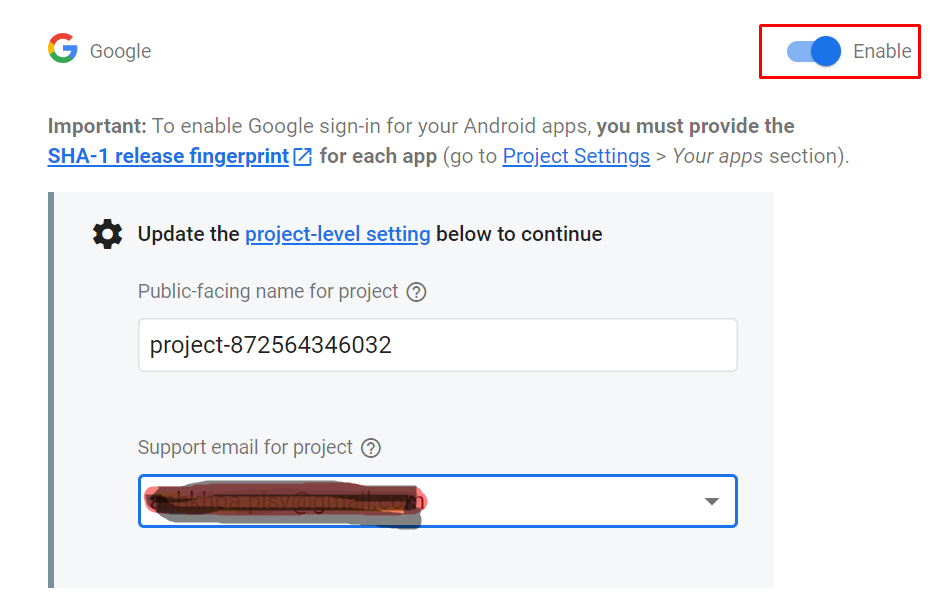 Google
Enable
Important: To enable Google sign-in for your Android apps, you must provide the
SHA-1 release fingerprint for each app (go to Project Settings > Your apps section).
Update the project-level setting below to continue
Public-facing name for project
project-872564346032
Support email for project